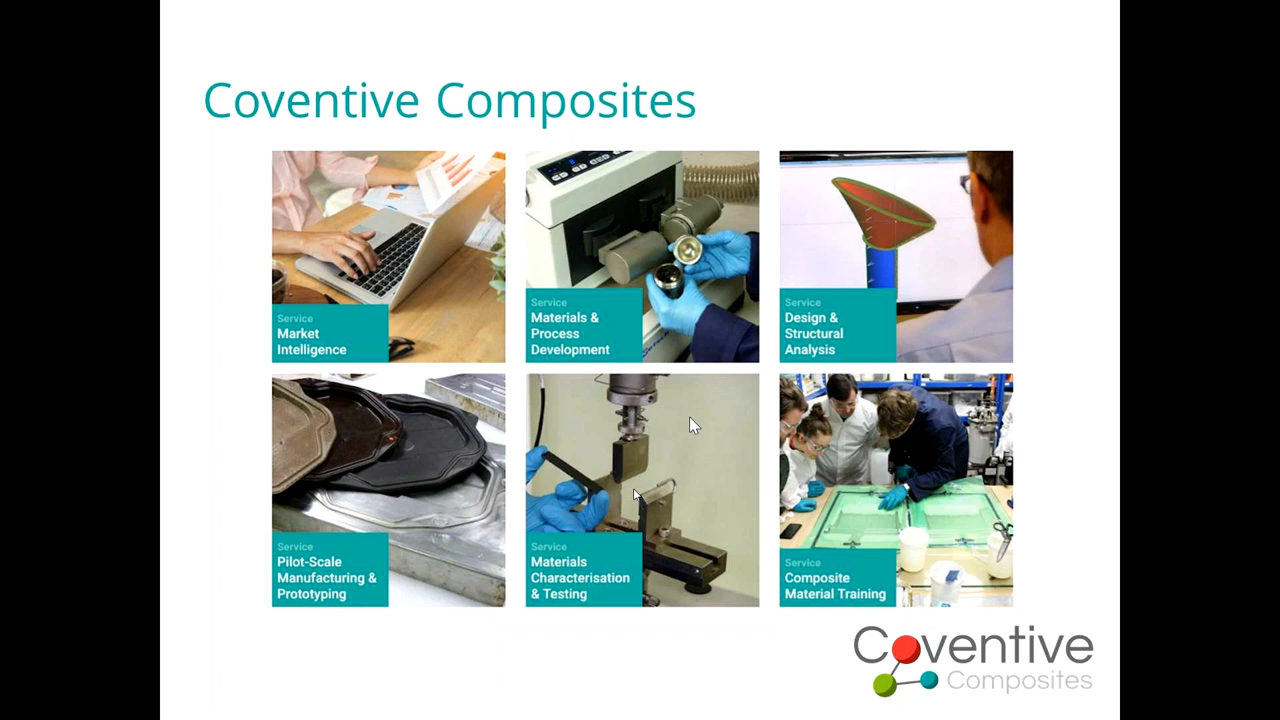 Coventive Composites
Service
Market
Intelligence
Service
Materials &
Process
Development
Service
Design &
Structural
Analysis
Service
Pilot-Scale
Manufacturing &
Prototyping
Service
Materials
Characterisation
& Testing
Service
Composite
Material Training
Coventive
Composites